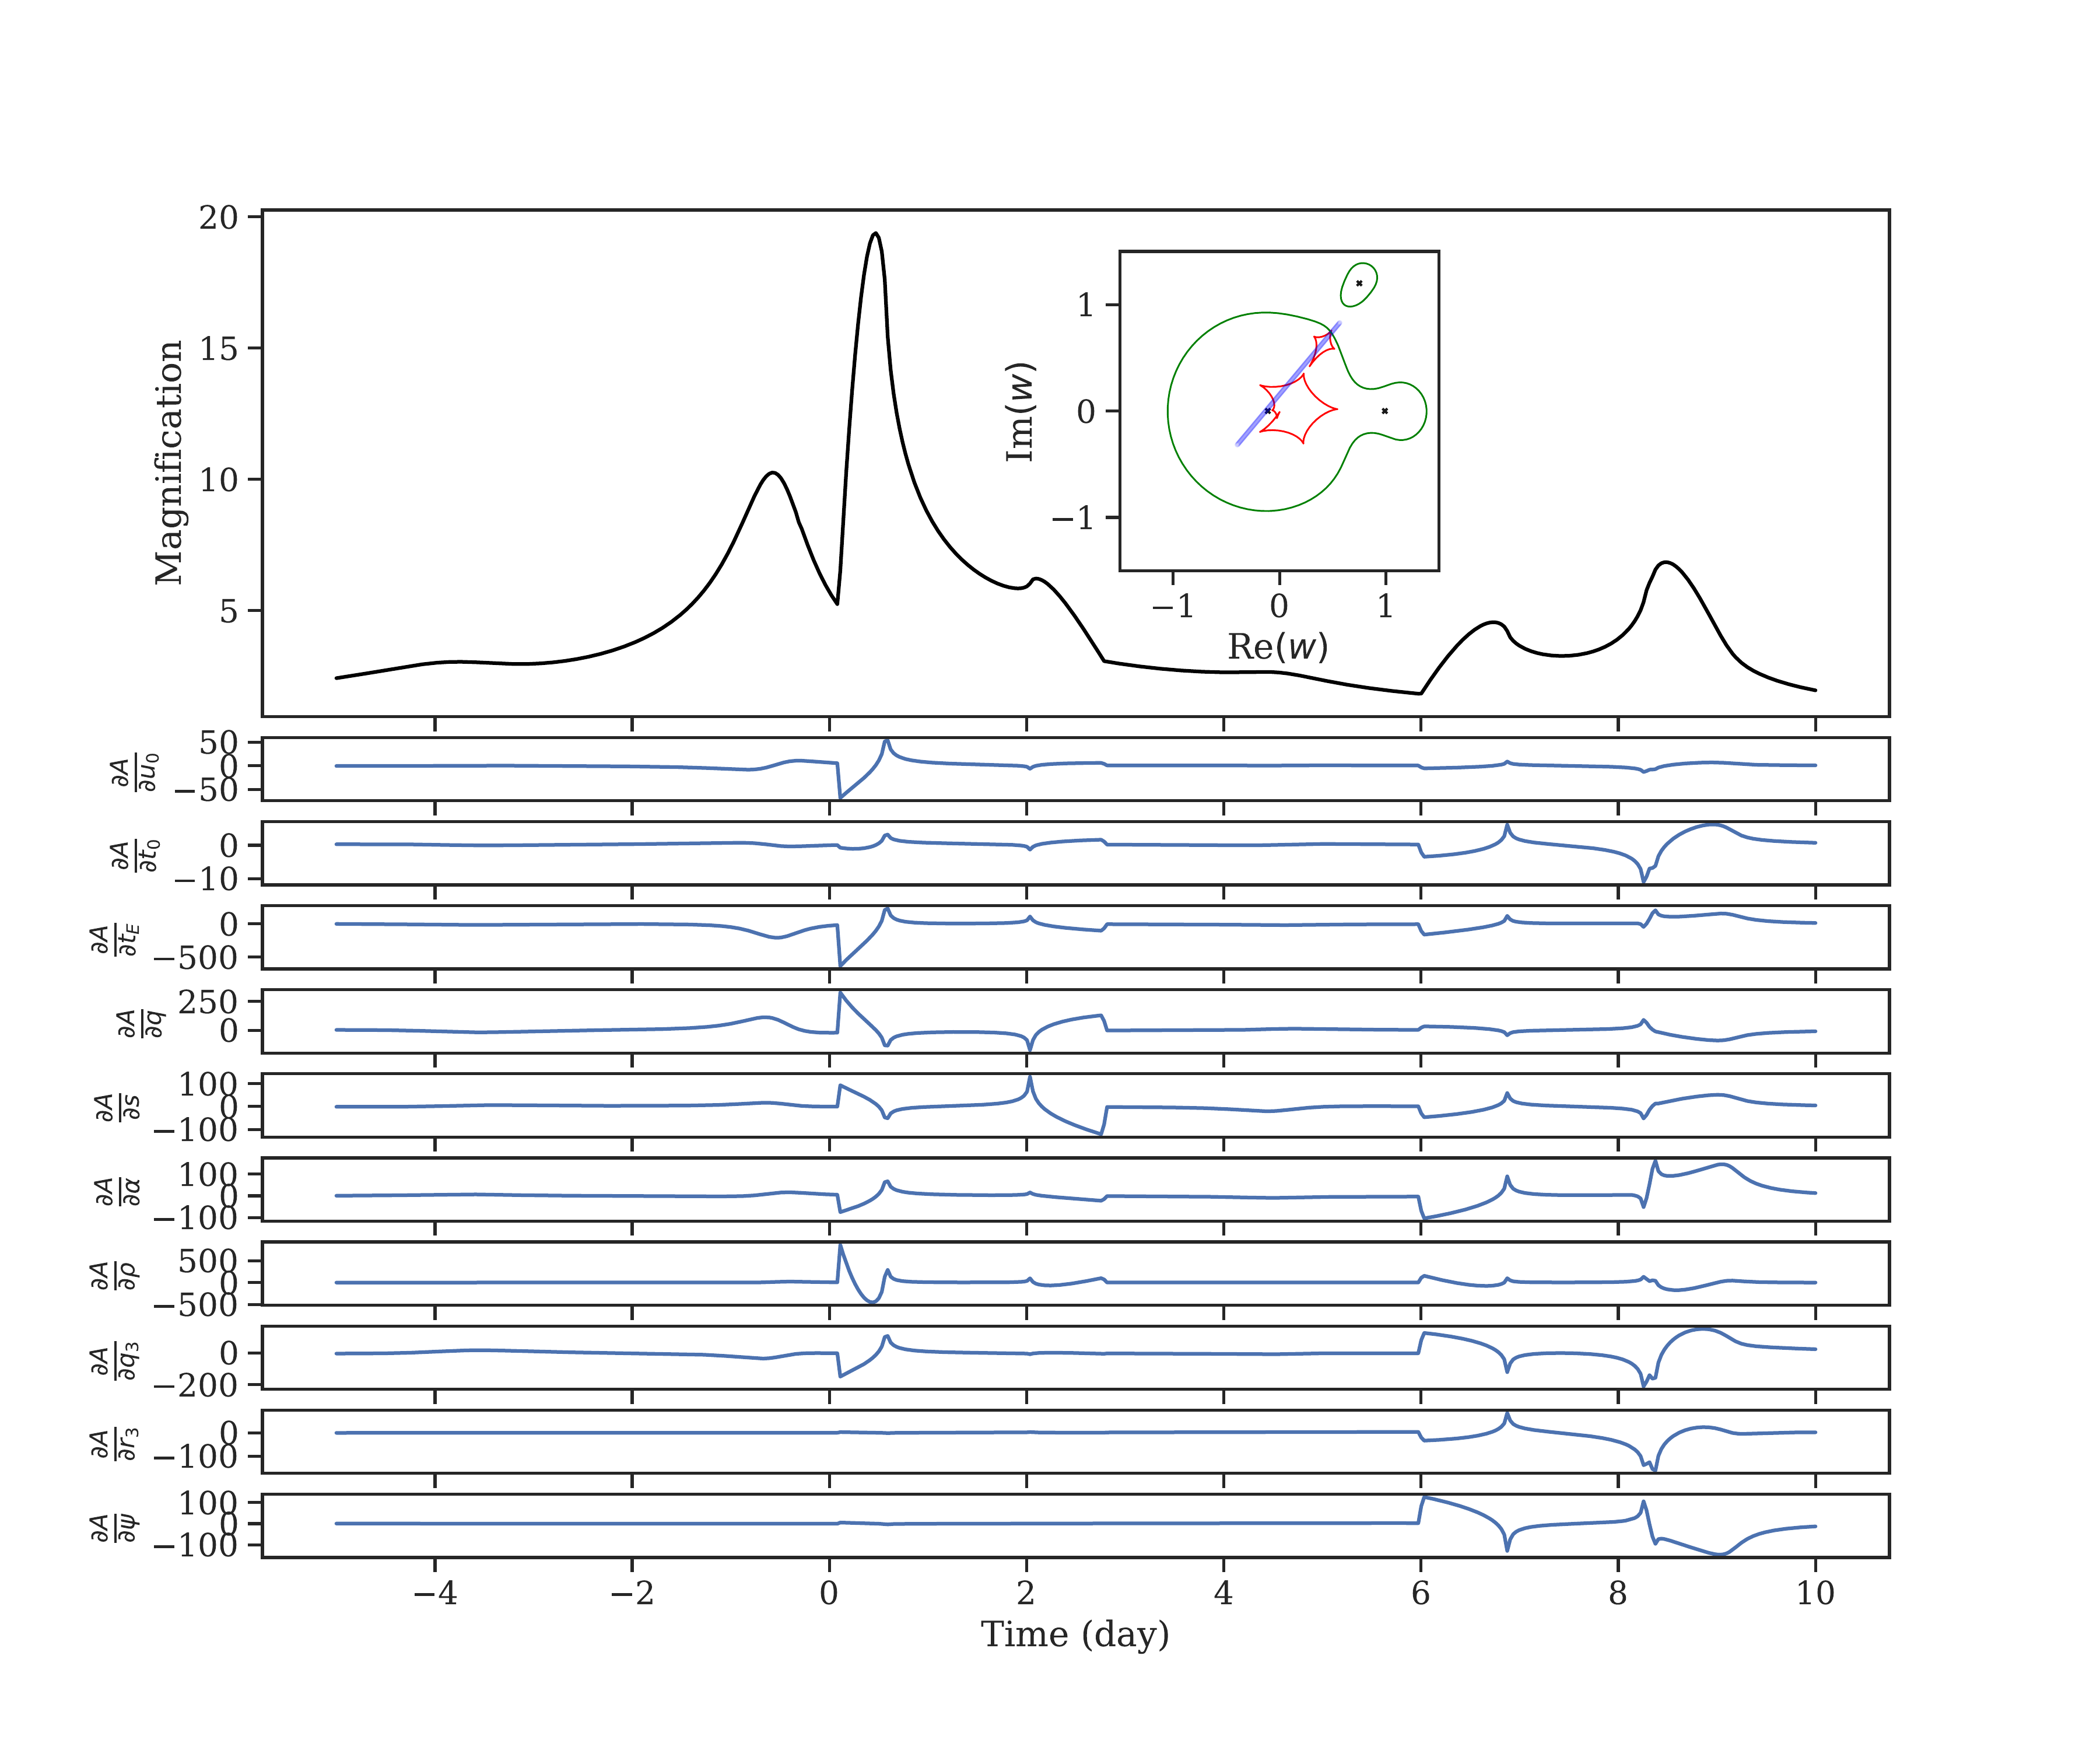 20
15
10
5
Magnification
1
0
−1
Im(w)
−1 0 1
Re(w)
50
0
−50
∂A/∂u₀
0
−10
∂A/∂t₀
0
−500
∂A/∂t_E
250
0
∂A/∂q
100
0
−100
∂A/∂s
100
0
−100
∂A/∂α
500
0
−500
∂A/∂ρ
0
−200
∂A/∂q₃
0
−100
∂A/∂r₃
100
0
−100
∂A/∂ψ
−4 −2 0 2 4 6 8 10
Time (day)